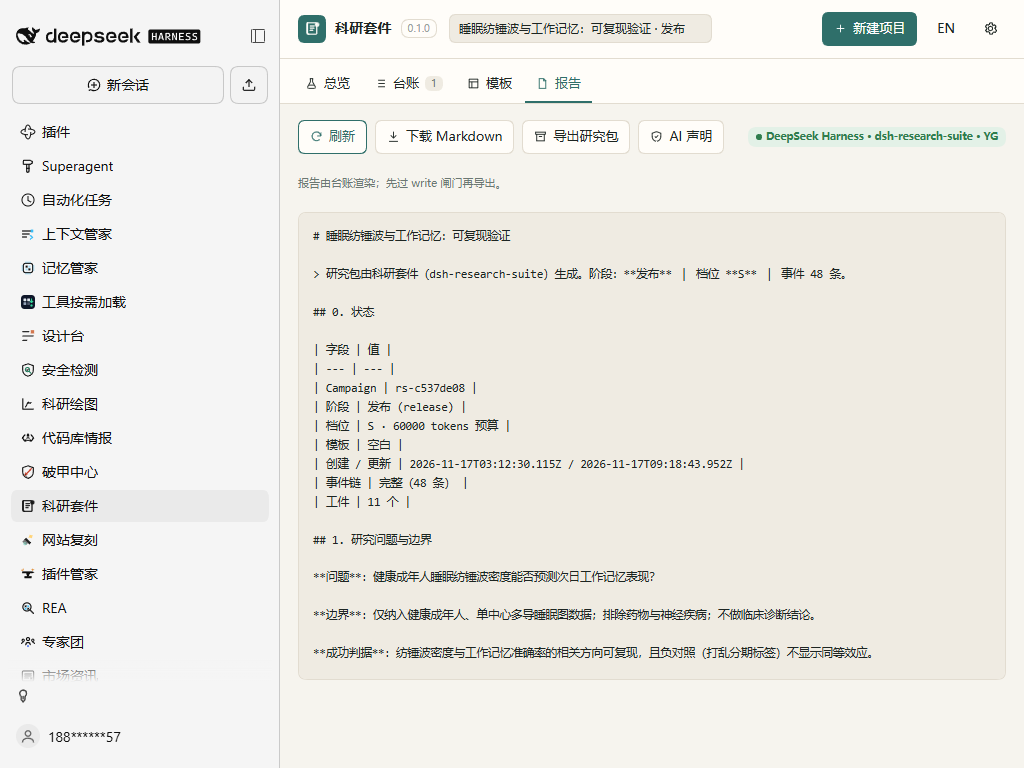 deepseek HARNESS
新会话
插件
Superagent
自动化任务
上下文管家
记忆管家
工具按需加载
设计台
安全检测
科研绘图
代码库情报
破甲中心
科研套件
网站复刻
插件管家
REA
专家团
市场资讯
188******57
科研套件 0.1.0 睡眠纺锤波与工作记忆：可复现验证 · 发布
+ 新建项目 EN
总览 台账 1 模板 报告
刷新 下载 Markdown 导出研究包 AI 声明
● DeepSeek Harness • dsh-research-suite • YG
报告由台账渲染；先过 write 闸门再导出。
# 睡眠纺锤波与工作记忆：可复现验证
> 研究包由科研套件（dsh-research-suite）生成。阶段：**发布** | 档位 **S** | 事件 48 条。
## 0. 状态
| 字段 | 值 |
| --- | --- |
| Campaign | rs-c537de08 |
| 阶段 | 发布（release）|
| 档位 | S · 60000 tokens 预算 |
| 模板 | 空白 |
| 创建 / 更新 | 2026-11-17T03:12:30.115Z / 2026-11-17T09:18:43.952Z |
| 事件链 | 完整（48 条） |
| 工件 | 11 个 |
## 1. 研究问题与边界
**问题**：健康成年人睡眠纺锤波密度能否预测次日工作记忆表现？
**边界**：仅纳入健康成年人、单中心多导睡眠图数据；排除药物与神经疾病；不做临床诊断结论。
**成功判据**：纺锤波密度与工作记忆准确率的相关方向可复现，且负对照（打乱分期标签）不显示同等效应。